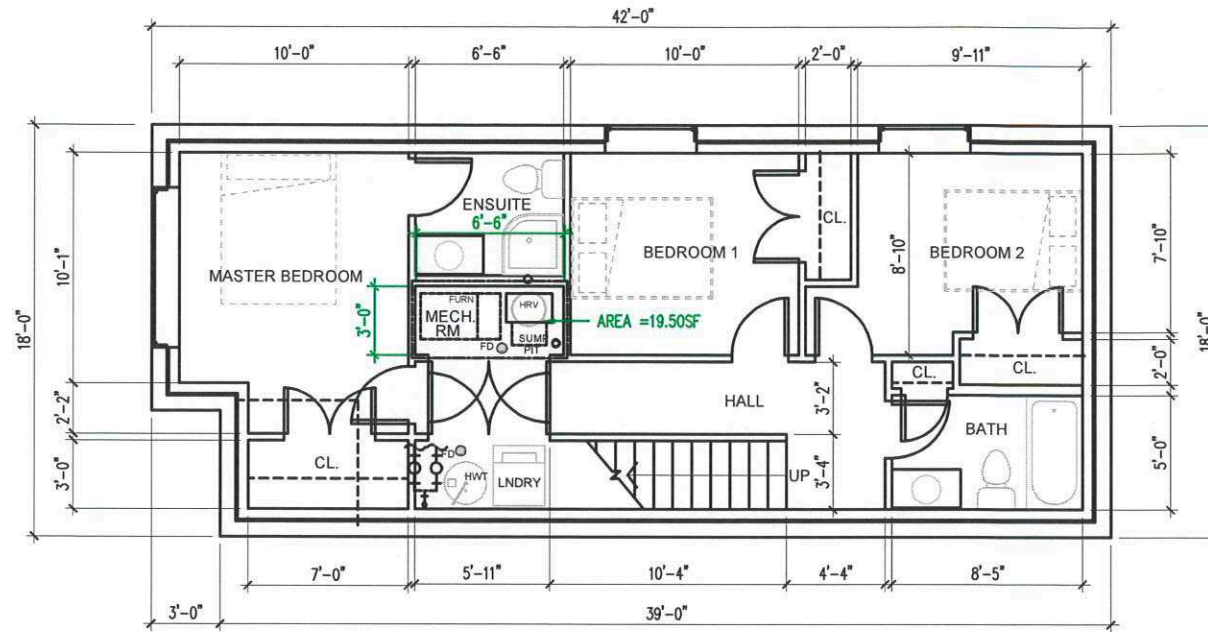 42'-0"
10'-0"
6'-6"
10'-0"
2'-0"
9'-11"
18'-0"
10'-1"
2'-2"
3'-0"
MASTER BEDROOM
ENSUITE
6'-6"
BEDROOM 1
CL.
8'-10"
BEDROOM 2
7'-10"
18'-0"
3'-0"
FURN
MECH.
RM
HRV
SUMP
PIT
FD
AREA =19.50SF
2'-0"
CL.
CL.
HALL
3'-2"
BATH
5'-0"
CL.
FD
HWT
LNDRY
UP
3'-4"
7'-0"
5'-11"
10'-4"
4'-4"
8'-5"
3'-0"
39'-0"